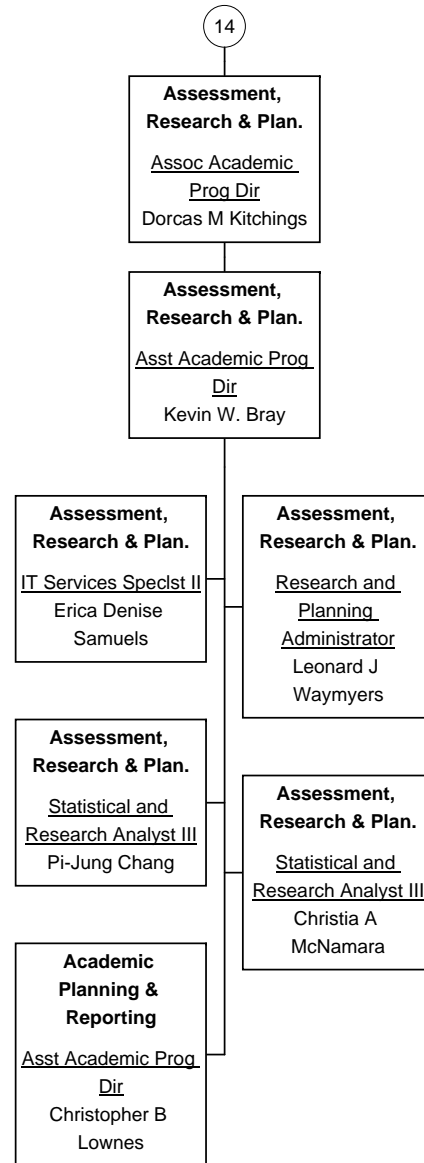 14
Assessment,
Research & Plan.
Assoc Academic
Prog Dir
Dorcas M Kitchings
Assessment,
Research & Plan.
Asst Academic Prog
Dir
Kevin W. Bray
Assessment,
Research & Plan.
IT Services Speclst II
Erica Denise
Samuels
Assessment,
Research & Plan.
Research and
Planning
Administrator
Leonard J
Waymyers
Assessment,
Research & Plan.
Statistical and
Research Analyst III
Pi-Jung Chang
Assessment,
Research & Plan.
Statistical and
Research Analyst III
Christia A
McNamara
Academic
Planning &
Reporting
Asst Academic Prog
Dir
Christopher B
Lownes